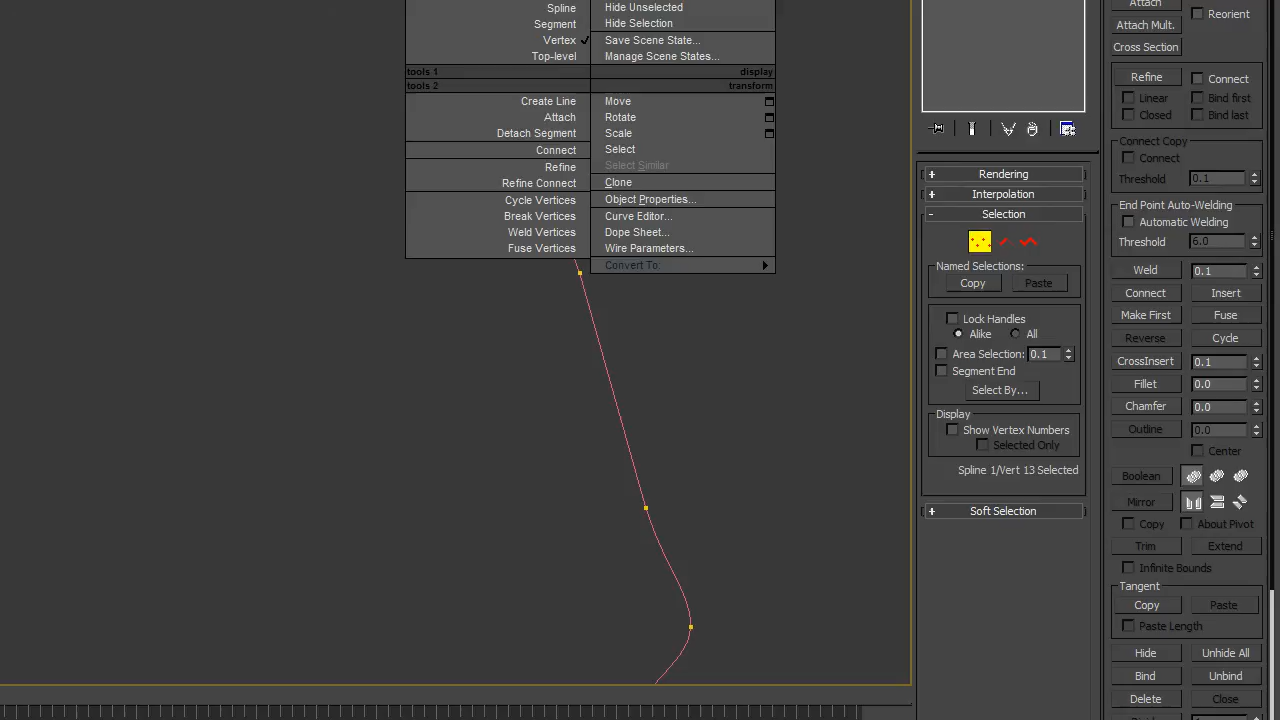 Spline
Segment
Vertex
Top-level
tools 1
tools 2
Create Line
Attach
Detach Segment
Connect
Refine
Refine Connect
Cycle Vertices
Break Vertices
Weld Vertices
Fuse Vertices
Hide Unselected
Hide Selection
Save Scene State...
Manage Scene States...
display
transform
Move
Rotate
Scale
Select
Select Similar
Clone
Object Properties...
Curve Editor...
Dope Sheet...
Wire Parameters...
Convert To:
+ Rendering
+ Interpolation
- Selection
Named Selections:
Copy Paste
Lock Handles
Alike All
Area Selection: 0.1
Segment End
Select By...
Display
Show Vertex Numbers
Selected Only
Spline 1/Vert 13 Selected
+ Soft Selection
Attach
Reorient
Attach Mult.
Cross Section
Refine Connect
Linear Bind first
Closed Bind last
Connect Copy
Connect
Threshold 0.1
End Point Auto-Welding
Automatic Welding
Threshold 6.0
Weld 0.1
Connect Insert
Make First Fuse
Reverse Cycle
CrossInsert 0.1
Fillet 0.0
Chamfer 0.0
Outline 0.0
Center
Boolean
Mirror
Copy About Pivot
Trim Extend
Infinite Bounds
Tangent
Copy Paste
Paste Length
Hide Unhide All
Bind Unbind
Delete Close